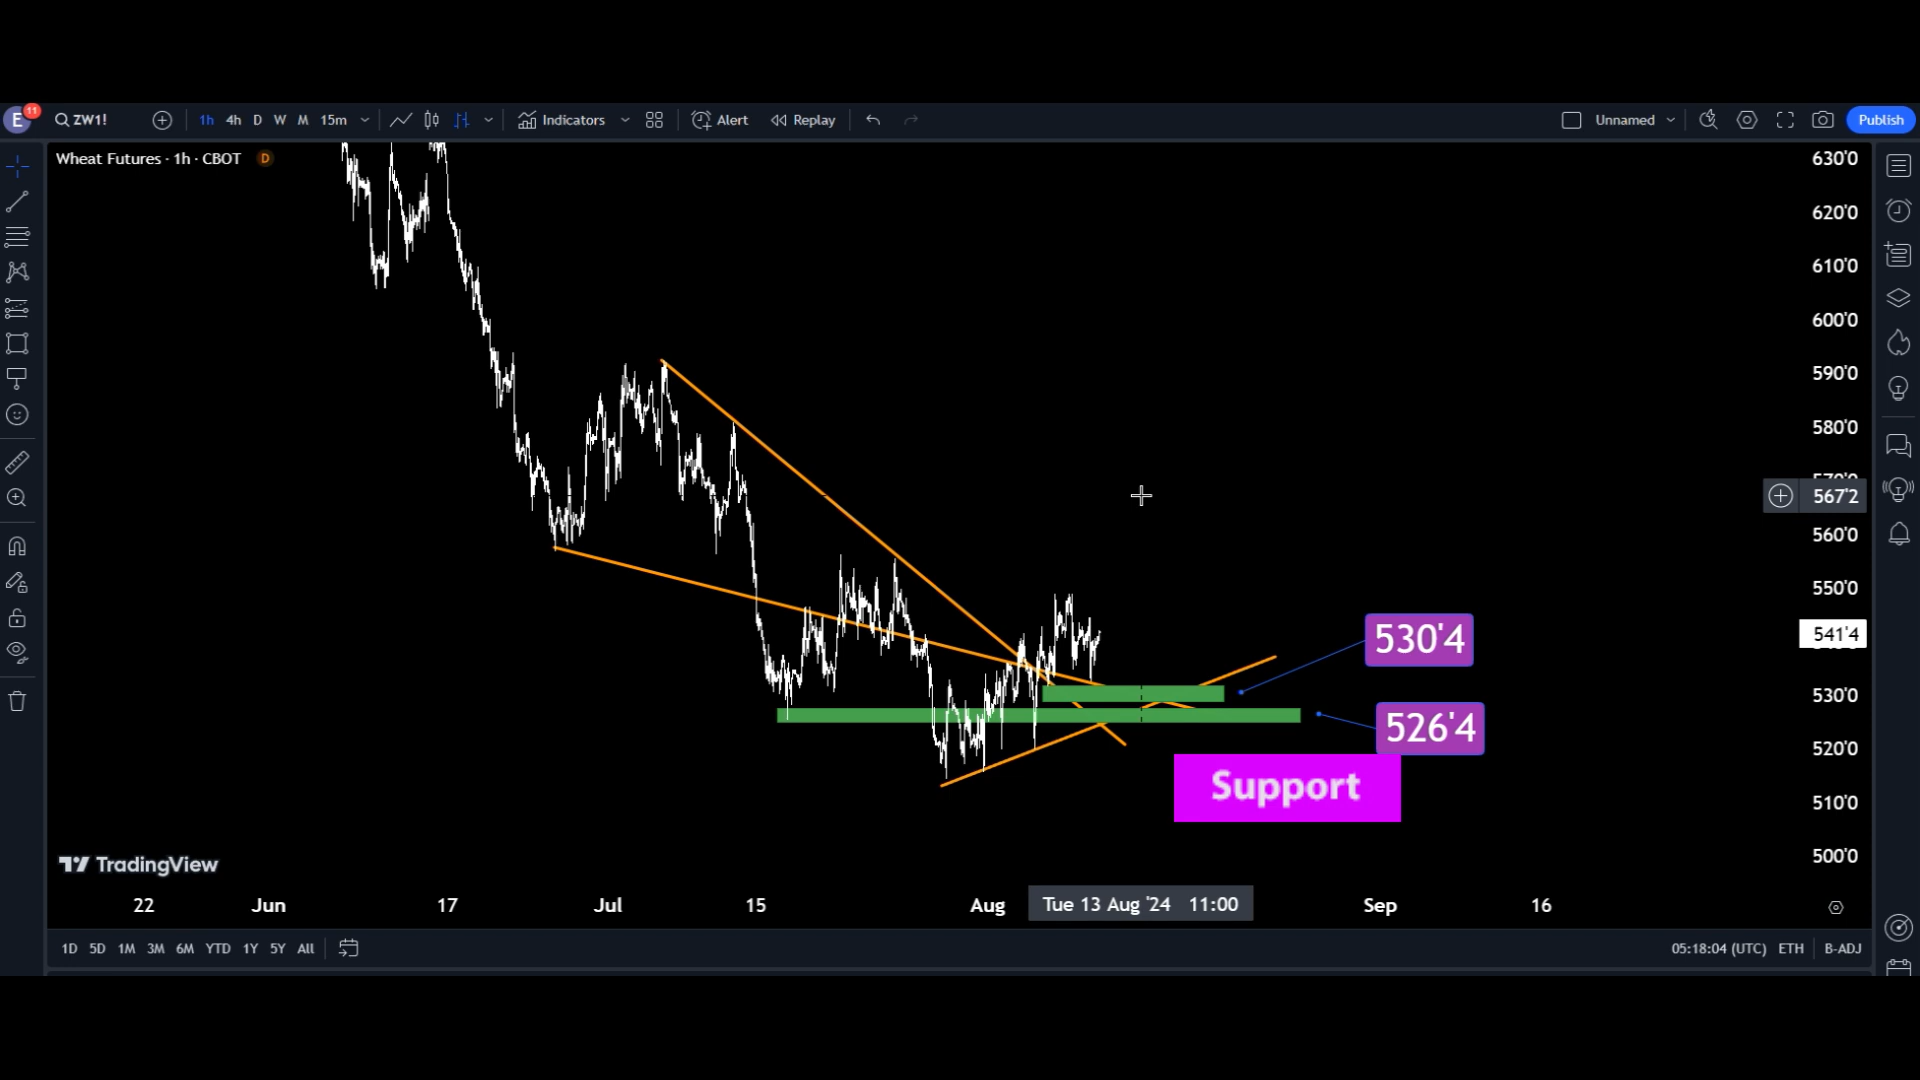 E 11 ZW1! 1h 4h D W M 15m Indicators Alert Replay Unnamed Publish
Wheat Futures · 1h · CBOT D
630'0
620'0
610'0
600'0
590'0
580'0
567'2
560'0
550'0
541'4
530'4
530'0
526'4
520'0
Support
510'0
500'0
TradingView
22 Jun 17 Jul 15 Aug Tue 13 Aug '24 11:00 Sep 16
1D 5D 1M 3M 6M YTD 1Y 5Y All 05:18:04 (UTC) ETH B-ADJ